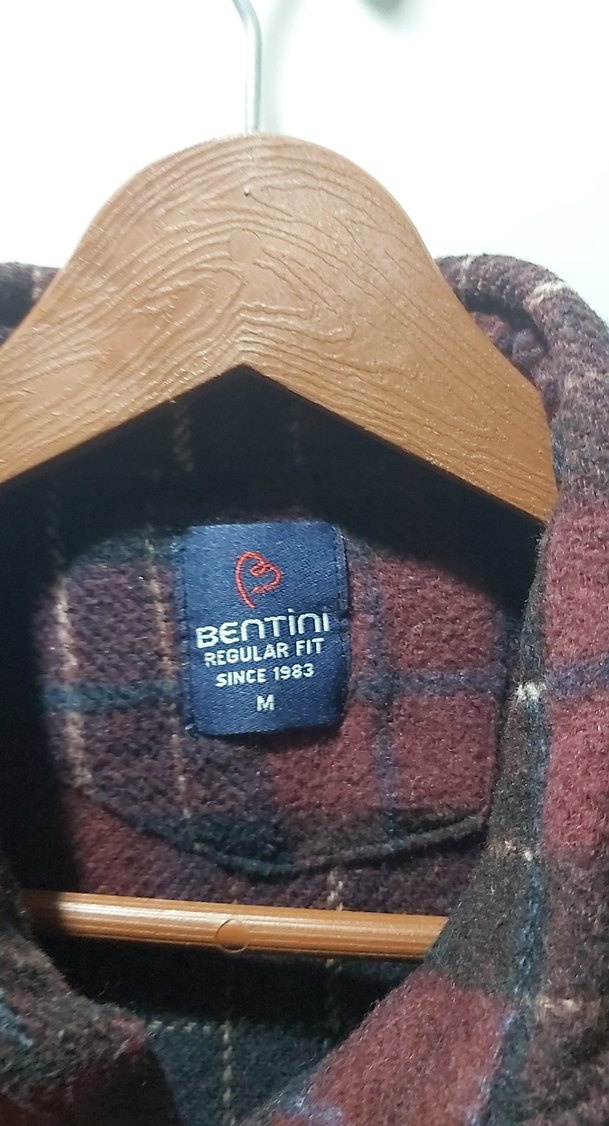 BENTINI
REGULAR FIT
SINCE 1983
M